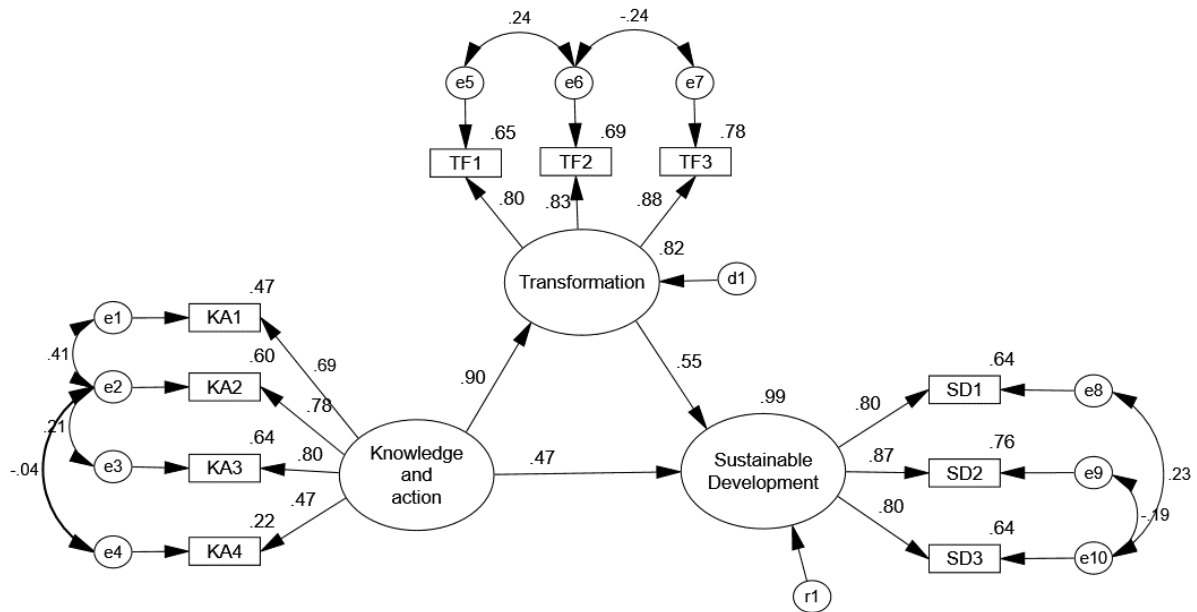 .24
-.24
e5
e6
e7
.65
.69
.78
TF1
TF2
TF3
.80
.83
.88
.82
Transformation
d1
.47
e1
KA1
.41
.69
.60
e2
KA2
.78
.90
.55
.21
.64
-.04
e3
KA3
.80
.47
.22
e4
KA4
Knowledge
and
action
.47
.99
Sustainable
Development
r1
.64
.80
SD1
e8
.76
.87
SD2
e9
.23
-.19
.80
.64
SD3
e10